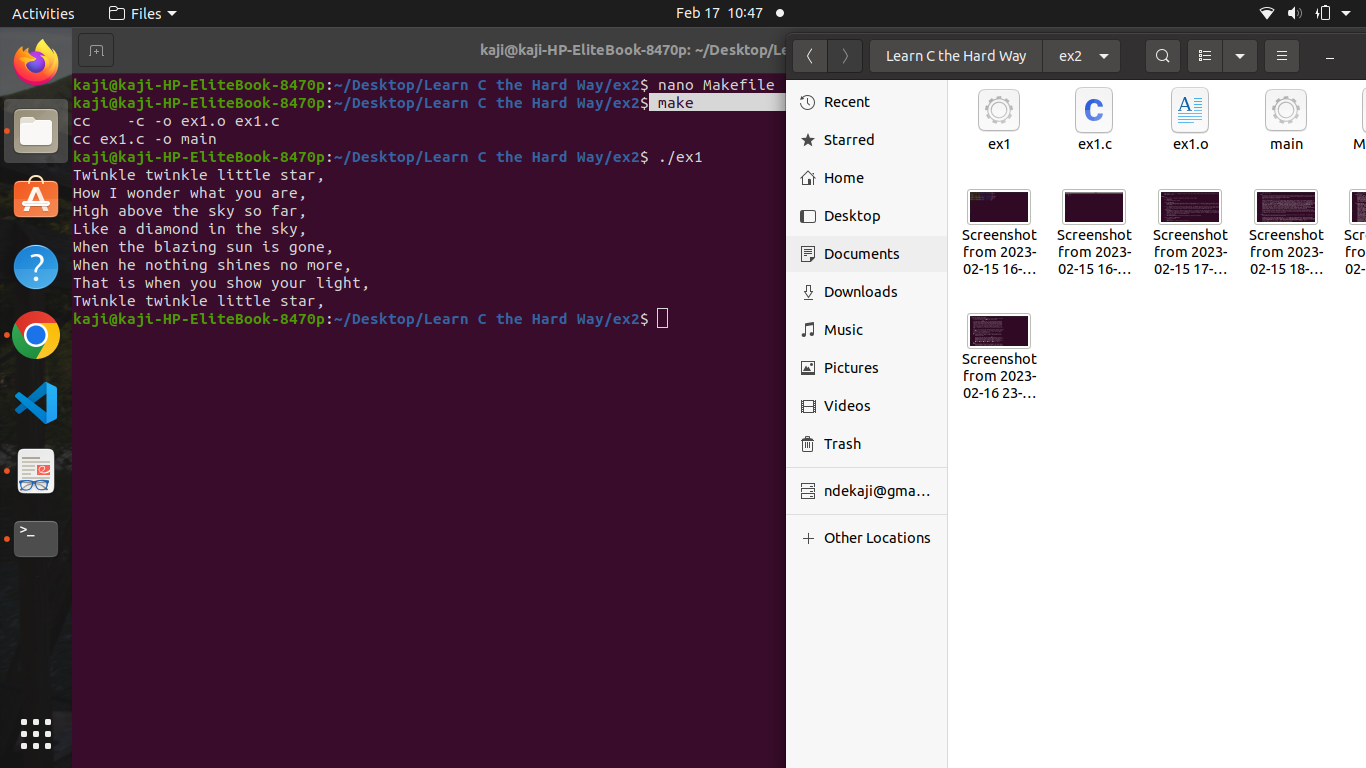 Activities
Files
Feb 17 10:47
kaji@kaji-HP-EliteBook-8470p: ~/Desktop/Le
kaji@kaji-HP-EliteBook-8470p:~/Desktop/Learn C the Hard Way/ex2$ nano Makefile
kaji@kaji-HP-EliteBook-8470p:~/Desktop/Learn C the Hard Way/ex2$ make
cc    -c -o ex1.o ex1.c
cc ex1.c -o main
kaji@kaji-HP-EliteBook-8470p:~/Desktop/Learn C the Hard Way/ex2$ ./ex1
Twinkle twinkle little star,
How I wonder what you are,
High above the sky so far,
Like a diamond in the sky,
When the blazing sun is gone,
When he nothing shines no more,
That is when you show your light,
Twinkle twinkle little star,
kaji@kaji-HP-EliteBook-8470p:~/Desktop/Learn C the Hard Way/ex2$
Learn C the Hard Way
ex2
Recent
Starred
Home
Desktop
Documents
Downloads
Music
Pictures
Videos
Trash
ndekaji@gma…
Other Locations
ex1
ex1.c
ex1.o
main
M
Screenshot
from 2023-
02-15 16-…
Screenshot
from 2023-
02-15 16-…
Screenshot
from 2023-
02-15 17-…
Screenshot
from 2023-
02-15 18-…
Screenshot
from 2023-
02-16 23-…